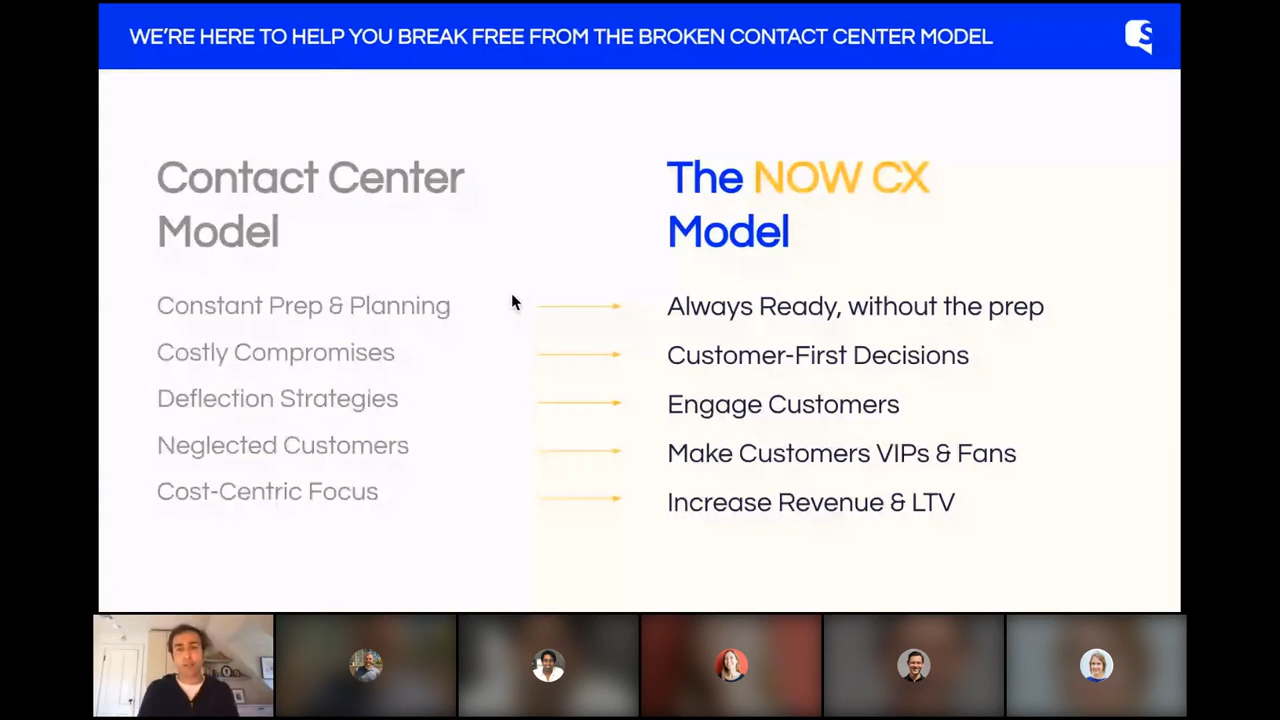 WE'RE HERE TO HELP YOU BREAK FREE FROM THE BROKEN CONTACT CENTER MODEL
S
Contact Center
Model
Constant Prep & Planning
Costly Compromises
Deflection Strategies
Neglected Customers
Cost-Centric Focus
The NOW CX
Model
Always Ready, without the prep
Customer-First Decisions
Engage Customers
Make Customers VIPs & Fans
Increase Revenue & LTV